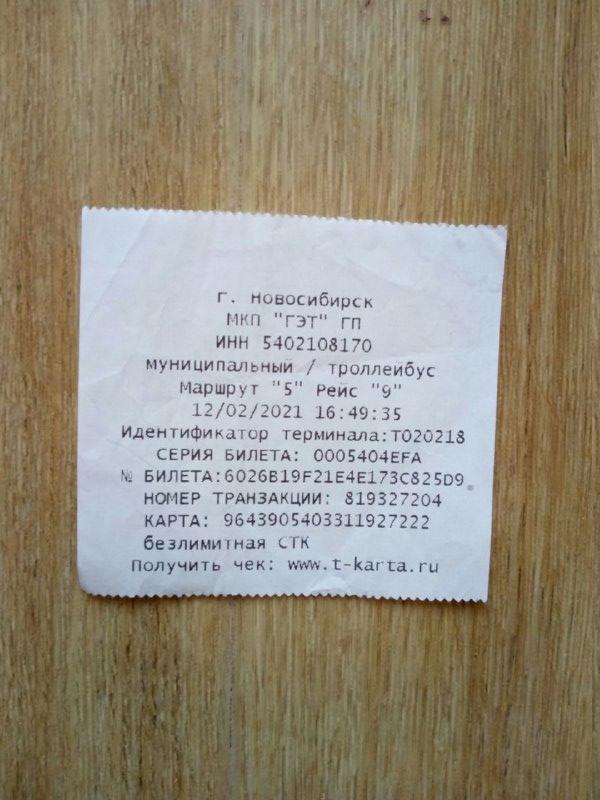 г. Новосибирск
МКП "ГЭТ" ГП
ИНН 5402108170
муниципальный / троллейбус
Маршрут "5" Рейс "9"
12/02/2021 16:49:35
Идентификатор терминала:T020218
СЕРИЯ БИЛЕТА: 0005404EFA
№ БИЛЕТА:6026B19F21E4E173C825D9
НОМЕР ТРАНЗАКЦИИ: 819327204
КАРТА: 9643905403311927222
безлимитная СТК
Получить чек: www.t-karta.ru